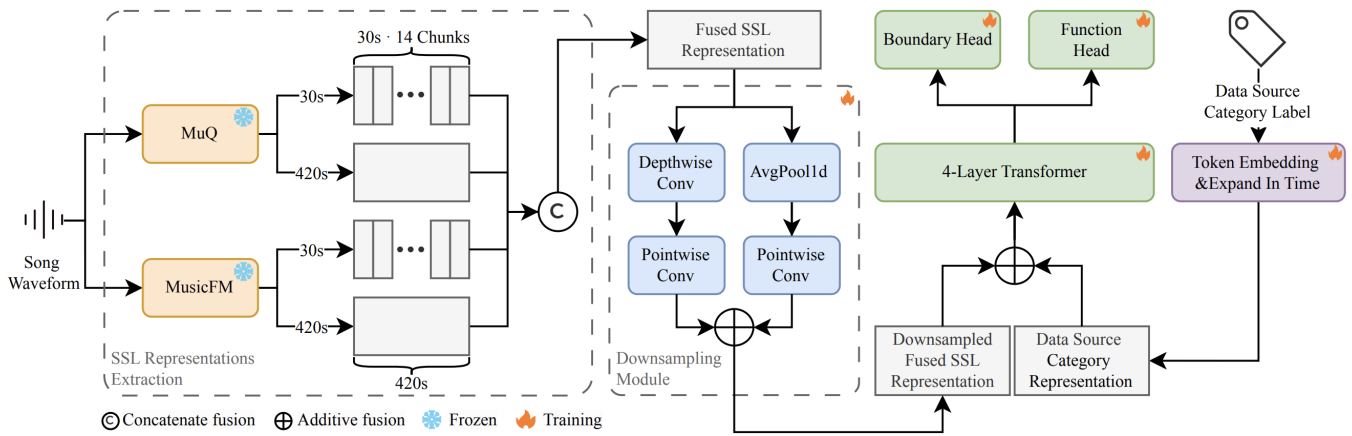 30s · 14 Chunks
MuQ
30s
420s
MusicFM
30s
420s
420s
Song
Waveform
SSL Representations
Extraction
C
Fused SSL
Representation
Depthwise
Conv
AvgPool1d
Pointwise
Conv
Pointwise
Conv
Downsampling
Module
Boundary Head
Function
Head
4-Layer Transformer
Data Source
Category Label
Token Embedding
&Expand In Time
Downsampled
Fused SSL
Representation
Data Source
Category
Representation
C Concatenate fusion
Additive fusion
Frozen
Training